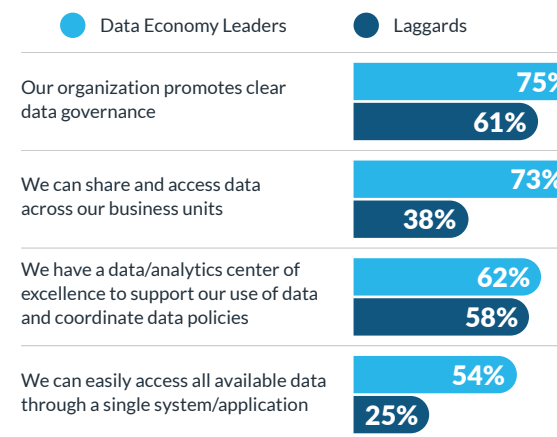 Data Economy Leaders
Laggards
Our organization promotes clear
data governance
75%
61%
We can share and access data
across our business units
73%
38%
We have a data/analytics center of
excellence to support our use of data
and coordinate data policies
62%
58%
We can easily access all available data
through a single system/application
54%
25%